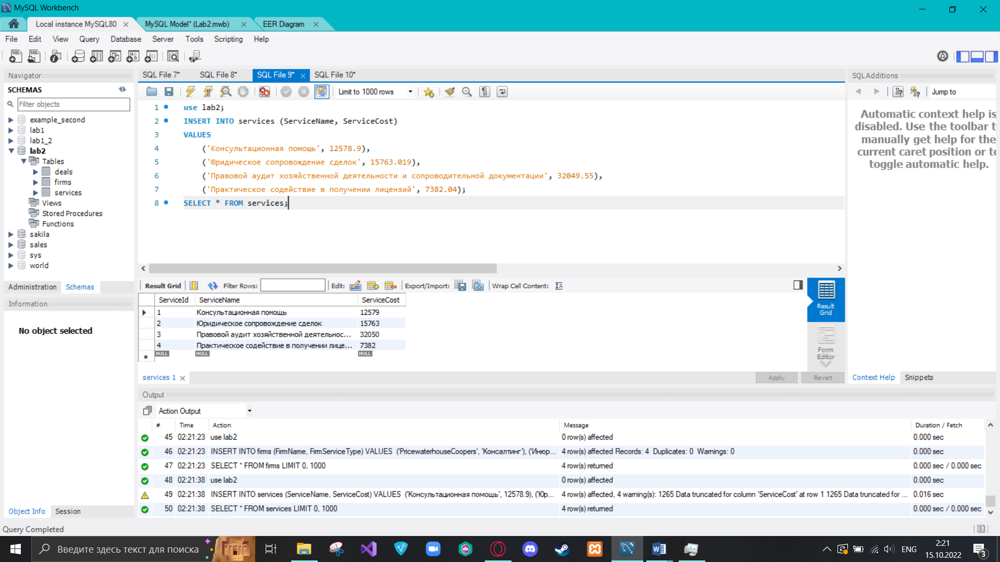 MySQL Workbench
Local instance MySQL80
MySQL Model* (Lab2.mwb)
EER Diagram
File Edit View Query Database Server Tools Scripting Help
Navigator
SCHEMAS
Filter objects
example_second
lab1
lab1_2
lab2
Tables
deals
firms
services
Views
Stored Procedures
Functions
sakila
sales
sys
world
Administration Schemas
Information
No object selected
Object Info Session
SQL File 7* SQL File 8* SQL File 9* SQL File 10*
Limit to 1000 rows
1 use lab2;
2 INSERT INTO services (ServiceName, ServiceCost)
3 VALUES
4 ('Консультационная помощь', 12578.9),
5 ('Юридическое сопровождение сделок', 15763.019),
6 ('Правовой аудит хозяйственной деятельности и сопроводительной документации', 32049.55),
7 ('Практическое содействие в получении лицензий', 7382.04);
8 SELECT * FROM services;
Result Grid Filter Rows: Edit: Export/Import: Wrap Cell Content:
ServiceId ServiceName ServiceCost
1 Консультационная помощь 12579
2 Юридическое сопровождение сделок 15763
3 Правовой аудит хозяйственной деятельнос... 32050
4 Практическое содействие в получении лице... 7382
NULL NULL NULL
Result Grid
Form Editor
services 1
Apply Revert
SQLAdditions
Jump to
Automatic context help is
disabled. Use the toolbar t
manually get help for the
current caret position or to
toggle automatic help.
Context Help Snippets
Output
Action Output
# Time Action Message Duration / Fetch
45 02:21:23 use lab2 0 row(s) affected 0.000 sec
46 02:21:23 INSERT INTO firms (FirmName, FirmServiceType) VALUES ('PricewaterhouseCoopers', 'Консалтинг'), ('Инюр... 4 row(s) affected Records: 4 Duplicates: 0 Warnings: 0 0.000 sec
47 02:21:23 SELECT * FROM firms LIMIT 0, 1000 4 row(s) returned 0.000 sec / 0.000 sec
48 02:21:38 use lab2 0 row(s) affected 0.000 sec
49 02:21:38 INSERT INTO services (ServiceName, ServiceCost) VALUES ('Консультационная помощь', 12578.9), ('Юр... 4 row(s) affected, 4 warning(s): 1265 Data truncated for column 'ServiceCost' at row 1 1265 Data truncated for ... 0.016 sec
50 02:21:38 SELECT * FROM services LIMIT 0, 1000 4 row(s) returned 0.000 sec / 0.000 sec
Query Completed
Введите здесь текст для поиска
ENG
2:21
15.10.2022
3